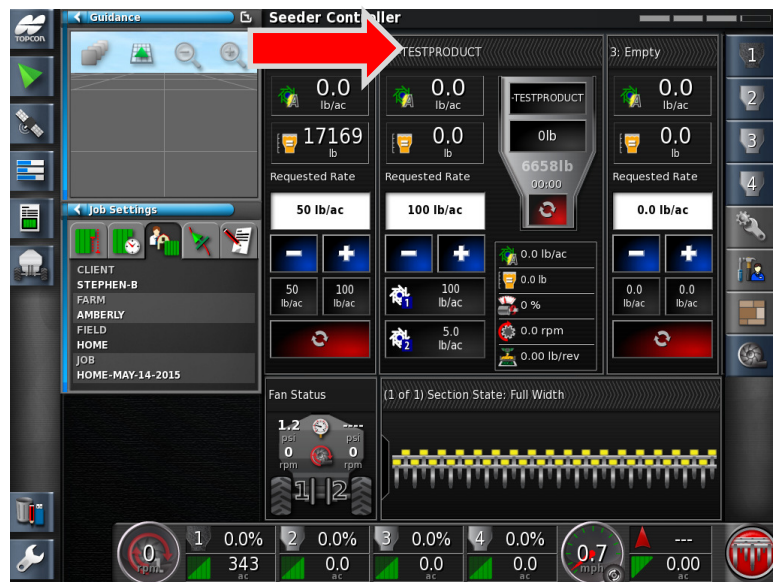 TOPCON
Guidance
Seeder Controller
TESTPRODUCT
3: Empty
0.0
lb/ac
17169
lb
Requested Rate
50 lb/ac
50
lb/ac
100
lb/ac
0.0
lb/ac
0.0
lb
Requested Rate
100 lb/ac
1
100
lb/ac
2
5.0
lb/ac
-TESTPRODUCT
0lb
6658lb
00:00
0.0 lb/ac
0.0 lb
0 %
0.0 rpm
0.00 lb/rev
0.0
lb/ac
0.0
lb
Requested Rate
0.0 lb/ac
0.0
lb/ac
0.0
lb/ac
1
2
3
4
Job Settings
CLIENT
STEPHEN-B
FARM
AMBERLY
FIELD
HOME
JOB
HOME-MAY-14-2015
Fan Status
1.2
psi
0
rpm
----
psi
0
rpm
1 2
(1 of 1) Section State: Full Width
0
rpm
1 0.0%
343
ac
2 0.0%
0.0
ac
3 0.0%
0.0
ac
4 0.0%
0.0
ac
0.7
mph
---
0.00
ac